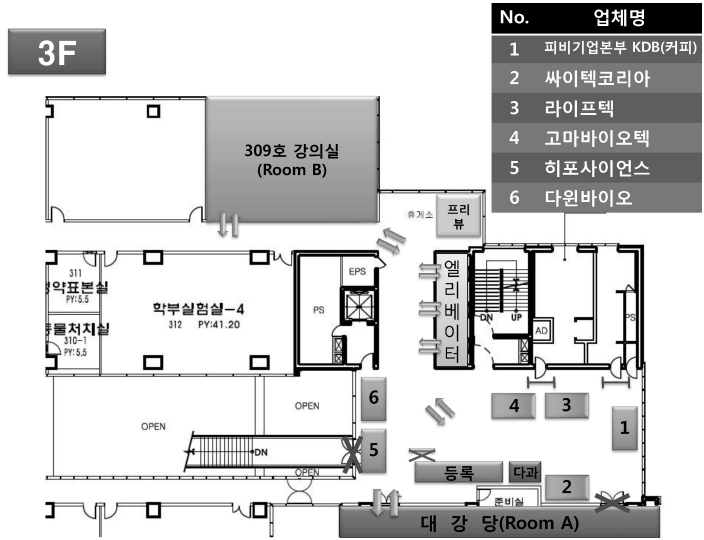 3F
No. 업체명
1 피비기업본부 KDB(커피)
2 싸이텍코리아
3 라이프텍
4 고마바이오텍
5 히포사이언스
6 다윈바이오
309호 강의실
(Room B)
휴게소
프리
뷰
311
PY:5.5
EPS
PS
엘리베이터
DN UP
AD
PS
학부실험실-4
312 PY:41.20
310-1
PY:5.5
OPEN
OPEN
OPEN
DN
6
5
4
3
1
2
등록
다과
준비실
대 강 당(Room A)